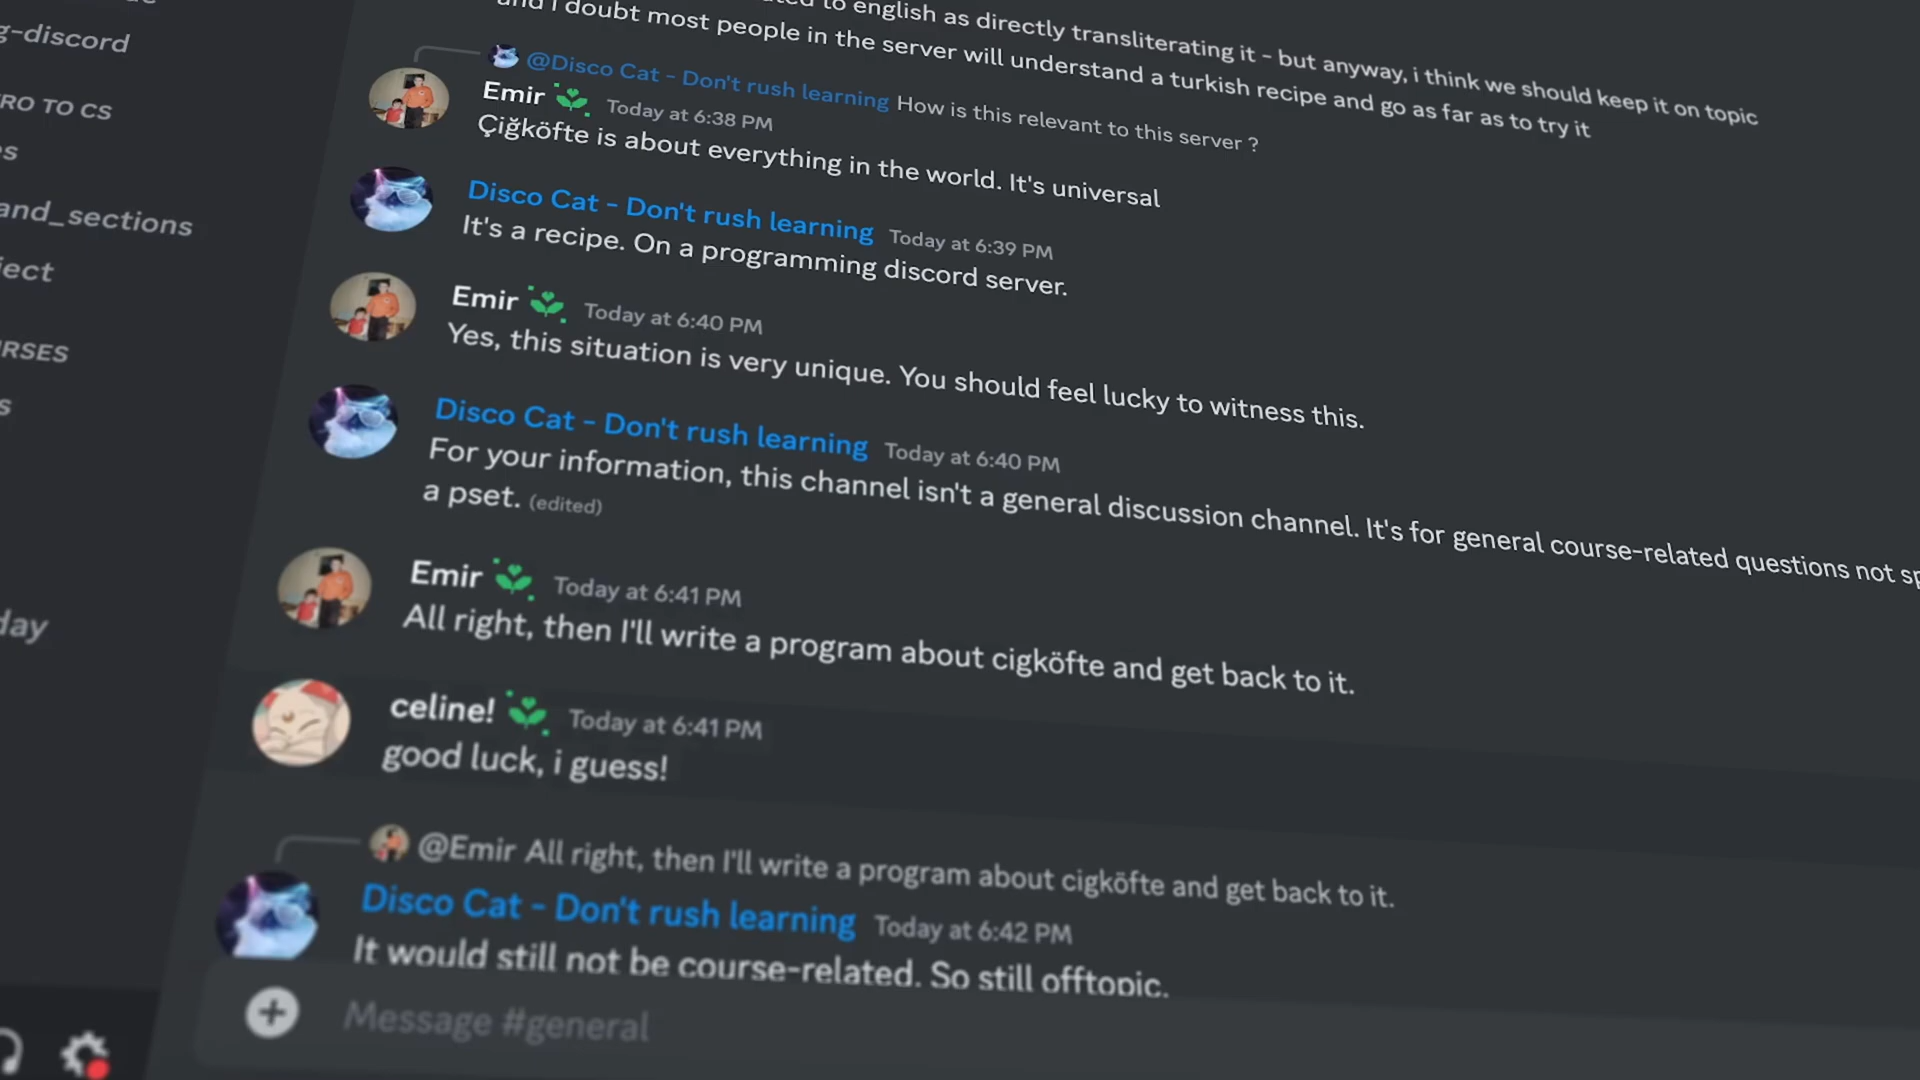 g-discord
RO TO CS
and_sections
ject
RSES
day
to english as directly transliterating it - but anyway, i think we should keep it on topic
and i doubt most people in the server will understand a turkish recipe and go as far as to try it
@Disco Cat - Don't rush learning How is this relevant to this server ?
Emir Today at 6:38 PM
Çiğköfte is about everything in the world. It's universal
Disco Cat - Don't rush learning Today at 6:39 PM
It's a recipe. On a programming discord server.
Emir Today at 6:40 PM
Yes, this situation is very unique. You should feel lucky to witness this.
Disco Cat - Don't rush learning Today at 6:40 PM
For your information, this channel isn't a general discussion channel. It's for general course-related questions not sp
a pset. (edited)
Emir Today at 6:41 PM
All right, then I'll write a program about cigköfte and get back to it.
celine! Today at 6:41 PM
good luck, i guess!
@Emir All right, then I'll write a program about cigköfte and get back to it.
Disco Cat - Don't rush learning Today at 6:42 PM
It would still not be course-related. So still offtopic.
Message #general